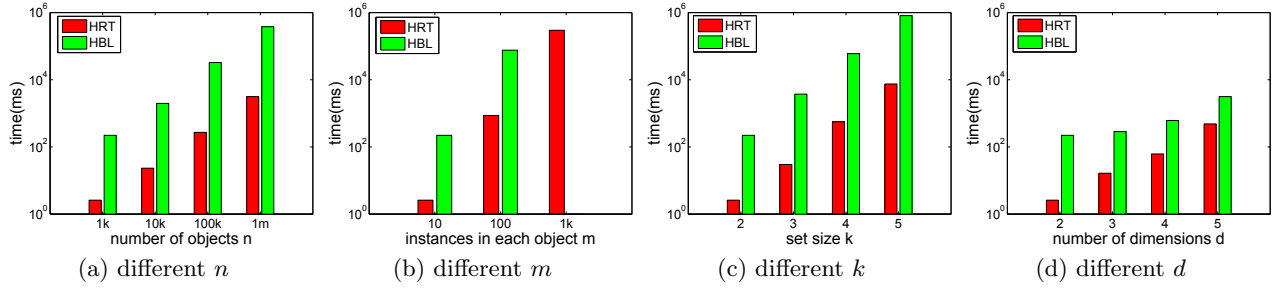 10^6
HRT
HBL
10^4
time(ms)
10^2
10^0
1k 10k 100k 1m
number of objects n
(a) different n
10^6
HRT
HBL
10^4
time(ms)
10^2
10^0
10 100 1k
instances in each object m
(b) different m
10^6
HRT
HBL
10^4
time(ms)
10^2
10^0
2 3 4 5
set size k
(c) different k
10^6
HRT
HBL
10^4
time(ms)
10^2
10^0
2 3 4 5
number of dimensions d
(d) different d